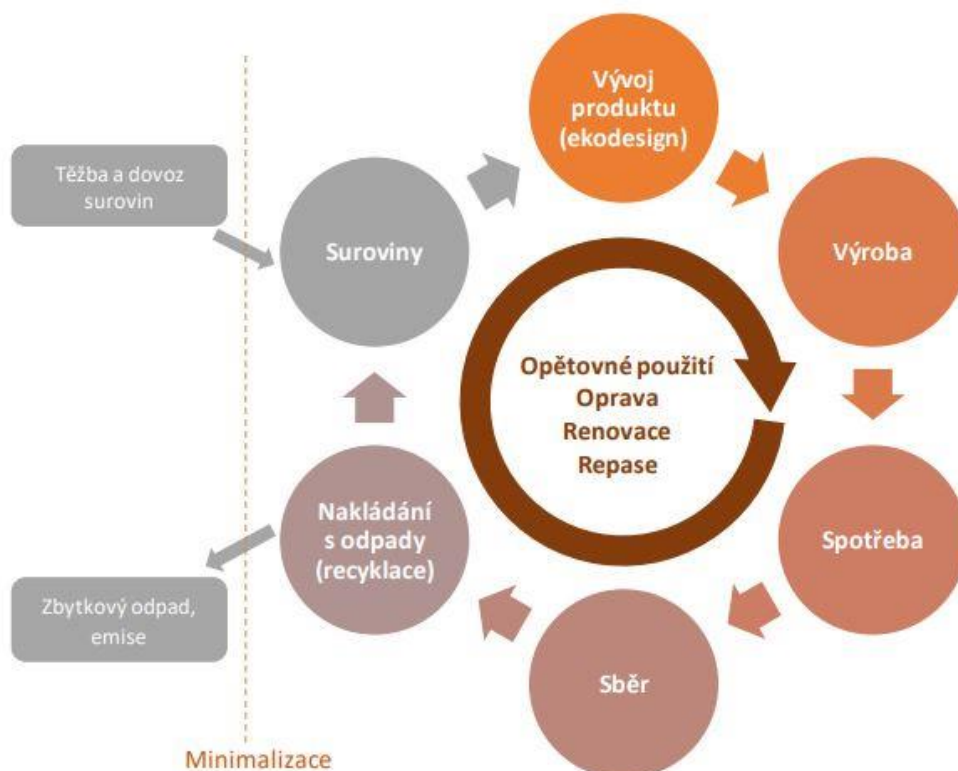 Vývoj
produktu
(ekodesign)
Těžba a dovoz
surovin
Suroviny
Výroba
Opětovné použití
Oprava
Renovace
Repase
Nakládání
s odpady
(recyklace)
Spotřeba
Zbytkový odpad,
emise
Sběr
Minimalizace